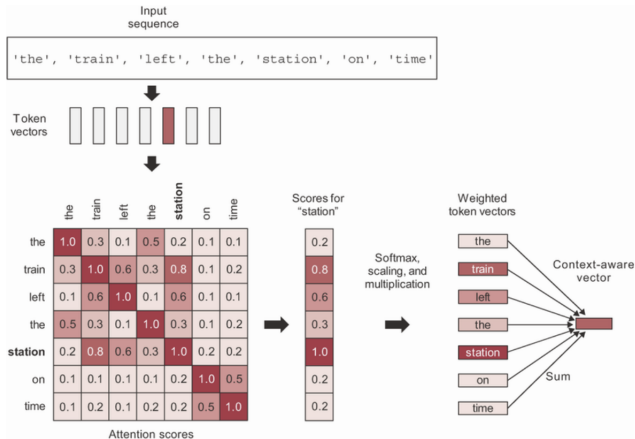 Input
sequence
'the', 'train', 'left', 'the', 'station', 'on', 'time'
Token
vectors
the train left the station on time
the 1.0 0.3 0.1 0.5 0.2 0.1 0.1
train 0.3 1.0 0.6 0.3 0.8 0.1 0.2
left 0.1 0.6 1.0 0.1 0.6 0.1 0.1
the 0.5 0.3 0.1 1.0 0.3 0.1 0.2
station 0.2 0.8 0.6 0.3 1.0 0.2 0.2
on 0.1 0.1 0.1 0.1 0.2 1.0 0.5
time 0.1 0.2 0.1 0.2 0.2 0.5 1.0
Attention scores
Scores for
"station"
0.2
0.8
0.6
0.3
1.0
0.2
0.2
Softmax,
scaling, and
multiplication
Weighted
token vectors
the
train
left
the
station
on
time
Context-aware
vector
Sum